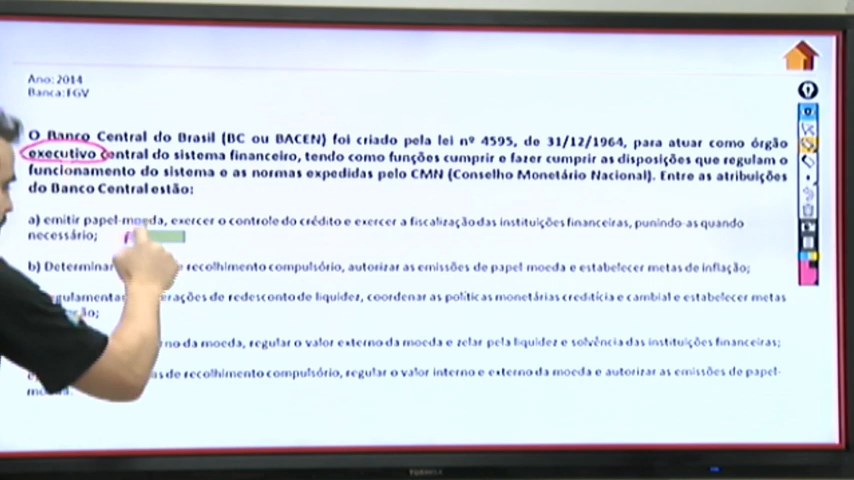 Ano: 2014
Banca: FGV
O Banco Central do Brasil (BC ou BACEN) foi criado pela lei nº 4595, de 31/12/1964, para atuar como órgão
executivo central do sistema financeiro, tendo como funções cumprir e fazer cumprir as disposições que regulam o
funcionamento do sistema e as normas expedidas pelo CMN (Conselho Monetário Nacional). Entre as atribuições
do Banco Central estão:
a) emitir papel-moeda, exercer o controle do crédito e exercer a fiscalização das instituições financeiras, punindo-as quando
necessário;
b) Determinar recolhimento compulsório, autorizar as emissões de papel moeda e estabelecer metas de inflação;
de redesconto de liquidez, coordenar as políticas monetárias creditícia e cambial e estabelecer metas
da moeda, regular o valor externo da moeda e zelar pela liquidez e solvência das instituições financeiras;
de recolhimento compulsório, regular o valor interno e externo da moeda e autorizar as emissões de papel-